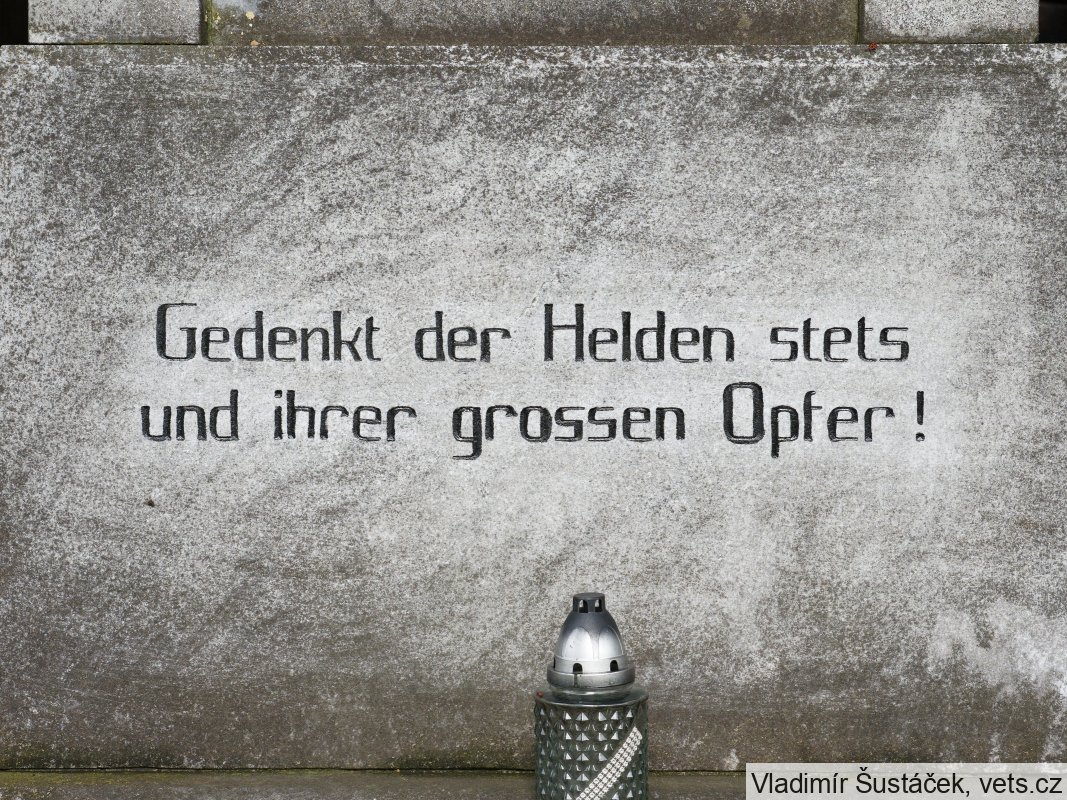 Gedenkt der Helden stets
und ihrer grossen Opfer!
Vladimír Šustáček, vets.cz